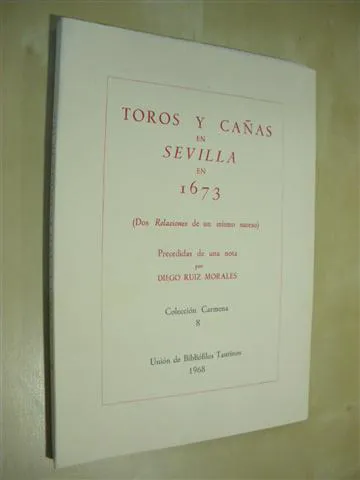 TOROS Y CAÑAS
EN
SEVILLA
EN
1673
(Dos Relaciones de un mismo suceso)
Precedidas de una nota
por
DIEGO RUIZ MORALES
Colección Carmona
8
Unión de Bibliófilos Taurinos
1968